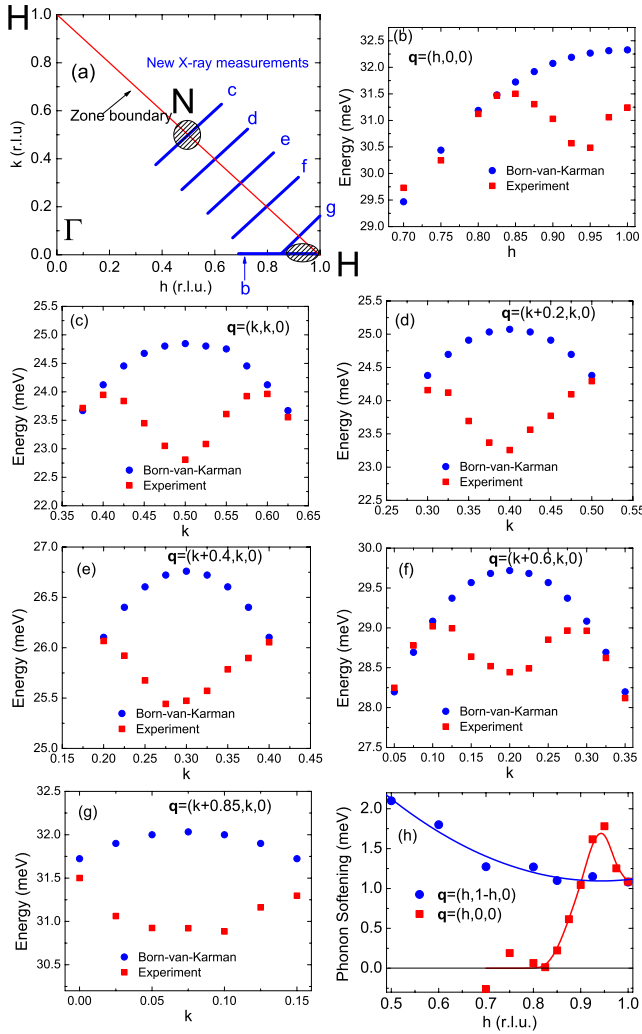 H
(a)
New X-ray measurements
N
Zone boundary
c
d
e
f
g
Γ
b
H
k (r.l.u.)
1.0
0.8
0.6
0.4
0.2
0.0
0.0 0.2 0.4 0.6 0.8 1.0
h (r.l.u.)
(b)
q=(h,0,0)
Born-van-Karman
Experiment
Energy (meV)
32.5
32.0
31.5
31.0
30.5
30.0
29.5
29.0
0.70 0.75 0.80 0.85 0.90 0.95 1.00
h
(c)
q=(k,k,0)
Born-van-Karman
Experiment
Energy (meV)
25.5
25.0
24.5
24.0
23.5
23.0
22.5
22.0
0.35 0.40 0.45 0.50 0.55 0.60 0.65
k
(d)
q=(k+0.2,k,0)
Born-van-Karman
Experiment
Energy (meV)
25.5
25.0
24.5
24.0
23.5
23.0
22.5
0.25 0.30 0.35 0.40 0.45 0.50 0.55
k
(e)
q=(k+0.4,k,0)
Born-van-Karman
Experiment
Energy (meV)
27.0
26.5
26.0
25.5
25.0
0.15 0.20 0.25 0.30 0.35 0.40 0.45
k
(f)
q=(k+0.6,k,0)
Born-van-Karman
Experiment
Energy (meV)
30.0
29.5
29.0
28.5
28.0
27.5
0.05 0.10 0.15 0.20 0.25 0.30 0.35
k
(g)
q=(k+0.85,k,0)
Born-van-Karman
Experiment
Energy (meV)
32.5
32.0
31.5
31.0
30.5
0.00 0.05 0.10 0.15
k
(h)
q=(h,1-h,0)
q=(h,0,0)
Phonon Softening (meV)
2.0
1.5
1.0
0.5
0.0
0.5 0.6 0.7 0.8 0.9 1.0
h (r.l.u.)